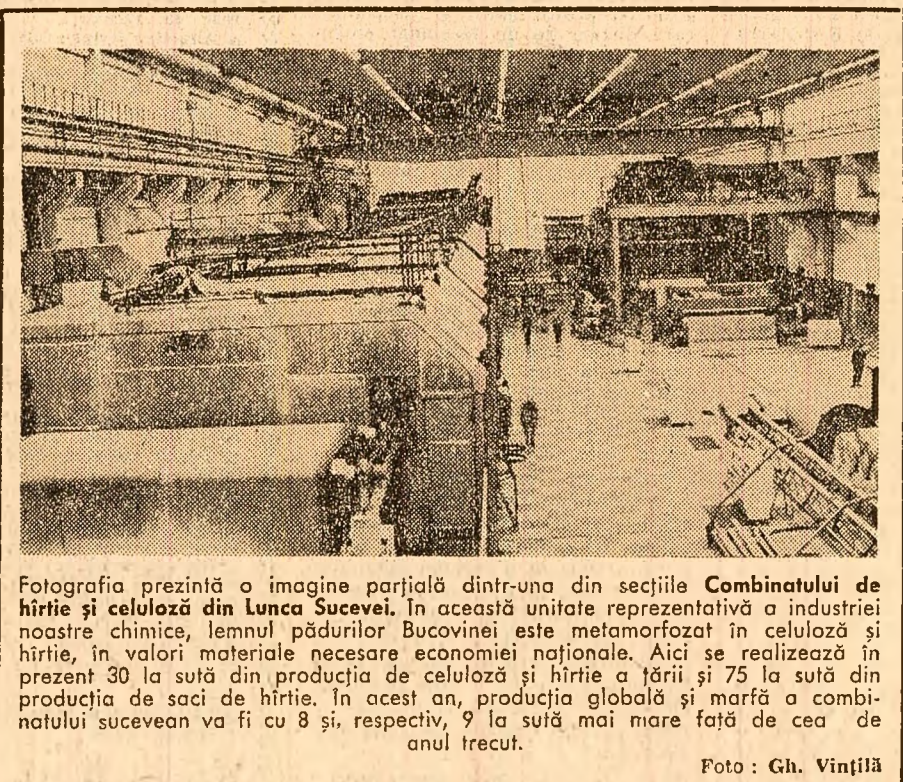 Fotografia prezintă o imagine parțială dintr-una din secțiile Combinatului de
hîrtie și celuloză din Lunca Sucevei. În această unitate reprezentativă a industriei
noastre chimice, lemnul pădurilor Bucovinei este metamorfozat în celuloză și
hîrtie, în valori materiale necesare economiei naționale. Aici se realizează în
prezent 30 la sută din producția de celuloză și hîrtie a țării și 75 la sută din
producția de saci de hîrtie. În acest an, producția globală și marfă a combi-
natului sucevean va fi cu 8 și, respectiv, 9 la sută mai mare față de cea de
anul trecut.
Foto : Gh. Vințilă